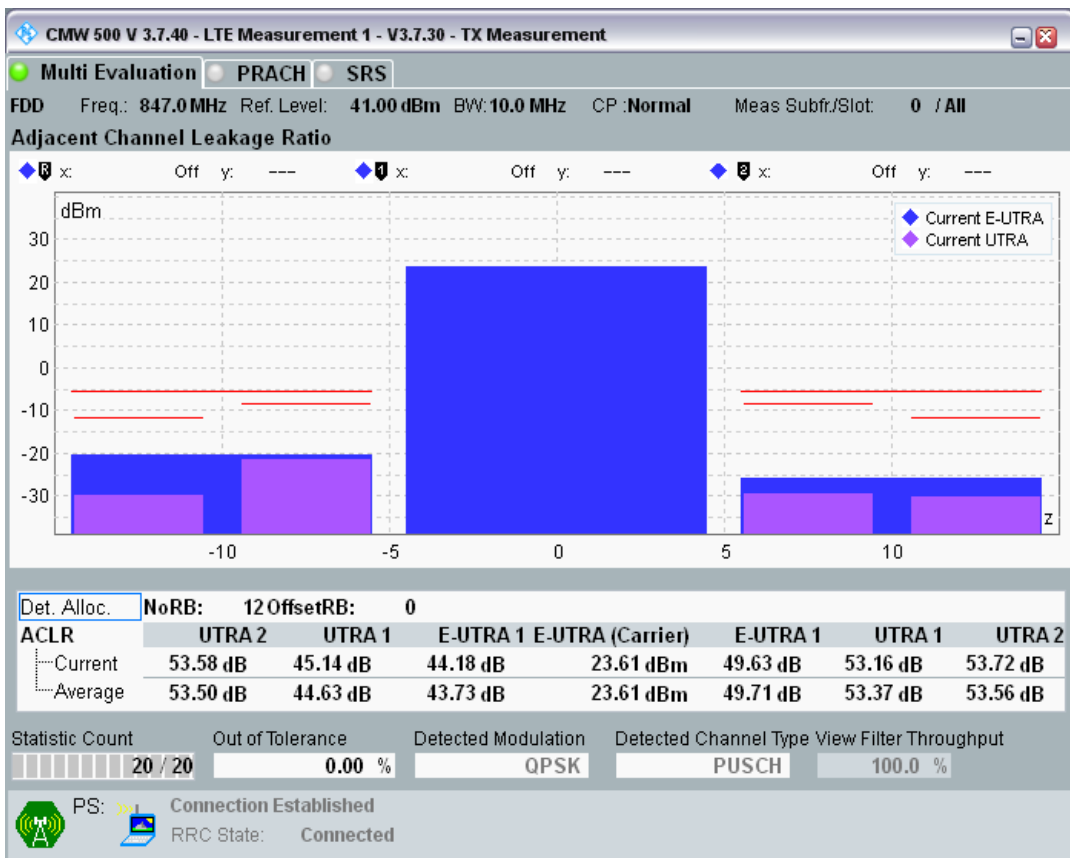 CMW 500 V 3.7.40 - LTE Measurement 1 - V3.7.30 - TX Measurement
Multi Evaluation PRACH SRS
FDD Freq.: 847.0 MHz Ref. Level: 41.00 dBm BW: 10.0 MHz CP :Normal Meas Subfr./Slot: 0 / All
Adjacent Channel Leakage Ratio
R x: Off y: --- 1 x: Off y: --- 2 x: Off y: ---
dBm
Current E-UTRA
Current UTRA
30
20
10
0
-10
-20
-30
z
-10 -5 0 5 10
Det. Alloc. NoRB: 12 OffsetRB: 0
ACLR UTRA 2 UTRA 1 E-UTRA 1 E-UTRA (Carrier) E-UTRA 1 UTRA 1 UTRA 2
Current 53.58 dB 45.14 dB 44.18 dB 23.61 dBm 49.63 dB 53.16 dB 53.72 dB
Average 53.50 dB 44.63 dB 43.73 dB 23.61 dBm 49.71 dB 53.37 dB 53.56 dB
Statistic Count Out of Tolerance Detected Modulation Detected Channel Type View Filter Throughput
20 / 20 0.00 % QPSK PUSCH 100.0 %
PS: Connection Established
RRC State: Connected